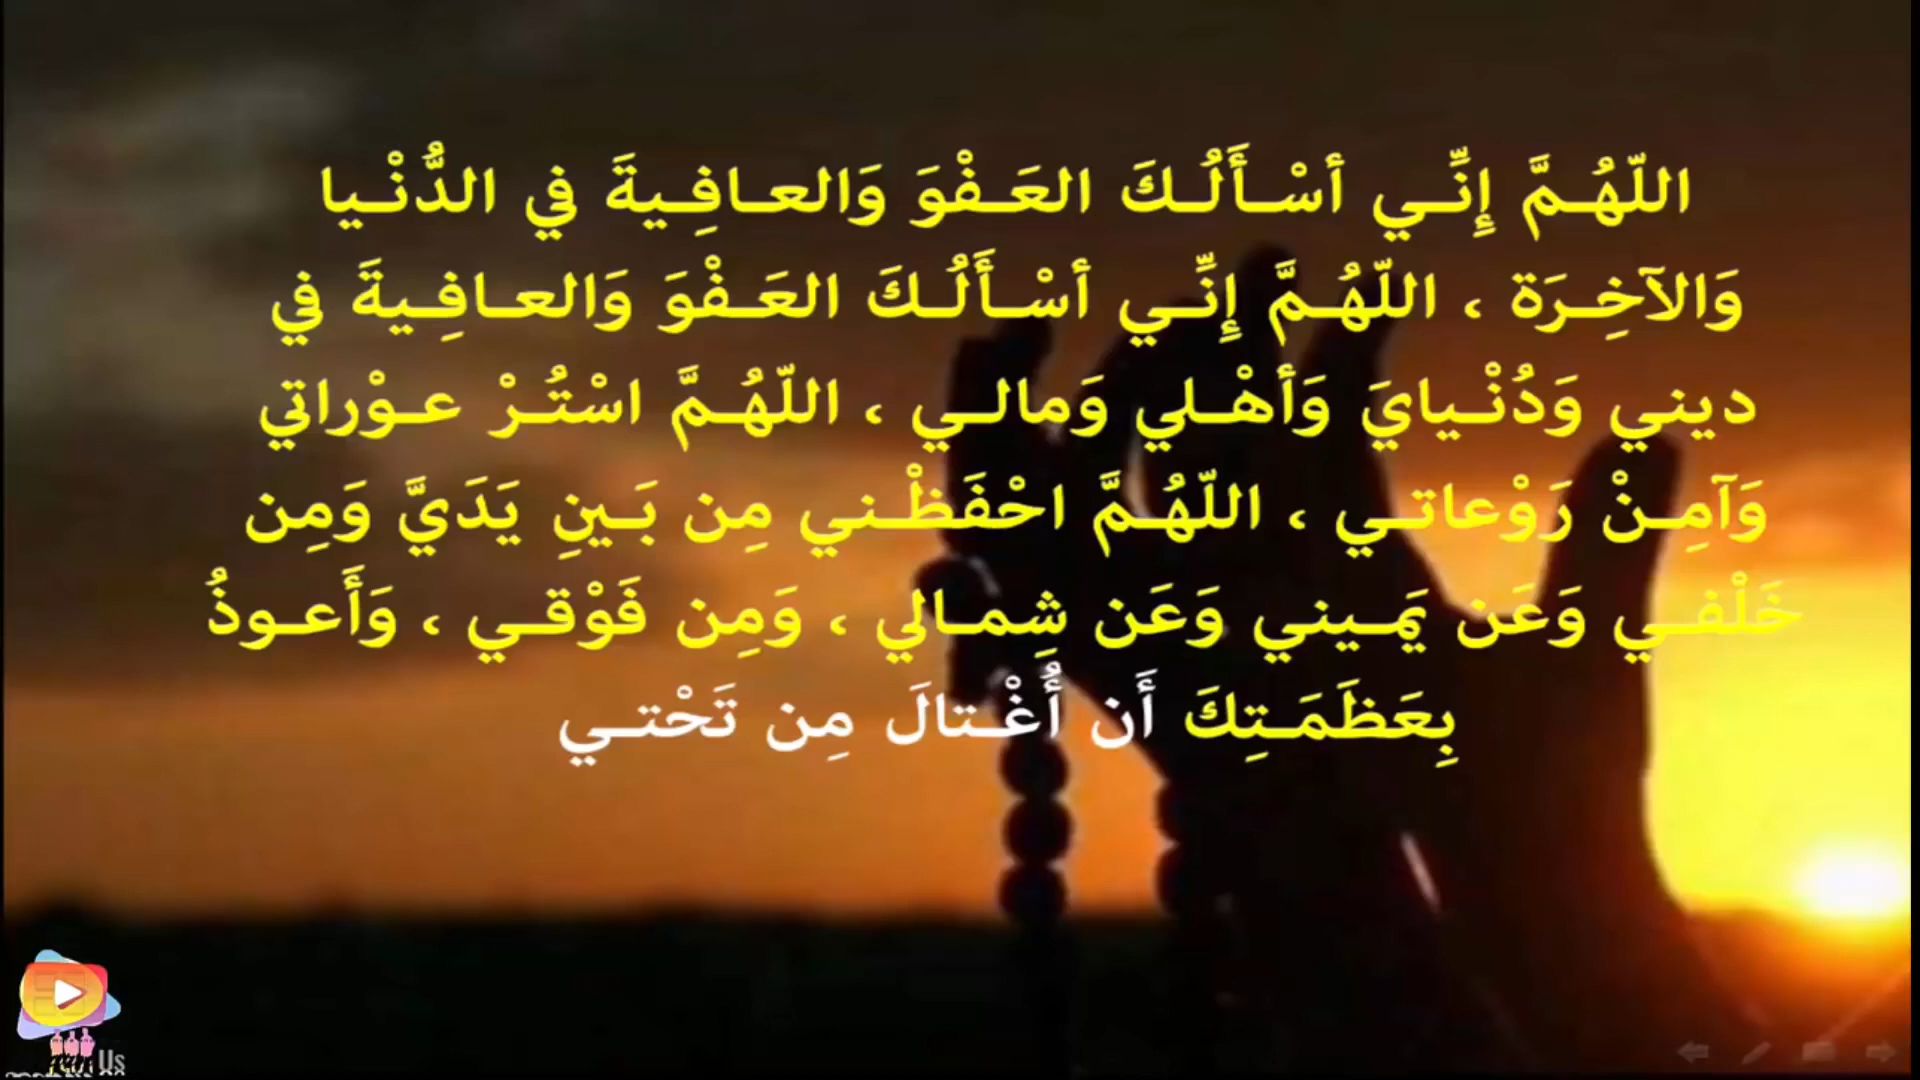 اللّهُـمَّ إِنِّـي أسْـأَلُـكَ العَـفْوَ وَالعـافِـيةَ في الدُّنْـيا
وَالآخِـرَة ، اللّهُـمَّ إِنِّـي أسْـأَلُـكَ العَـفْوَ وَالعـافِـيةَ في
ديني وَدُنْـيايَ وَأهْـلي وَمالـي ، اللّهُـمَّ اسْتُـرْ عـوْراتي
وَآمِـنْ رَوْعاتـي ، اللّهُـمَّ احْفَظْـني مِن بَـينِ يَدَيَّ وَمِن
خَلْفـي وَعَن يَمـيني وَعَن شِمـالي ، وَمِن فَوْقـي ، وَأَعـوذُ
بِعَظَمَـتِكَ أَن أُغْـتالَ مِن تَحْتـي
Us